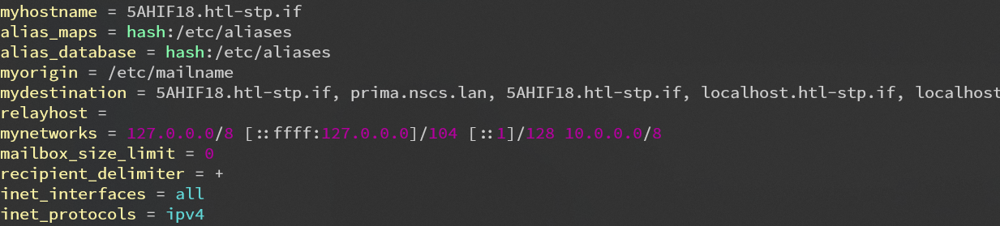 myhostname = 5AHIF18.htl-stp.if
alias_maps = hash:/etc/aliases
alias_database = hash:/etc/aliases
myorigin = /etc/mailname
mydestination = 5AHIF18.htl-stp.if, prima.nscs.lan, 5AHIF18.htl-stp.if, localhost.htl-stp.if, localhost
relayhost =
mynetworks = 127.0.0.0/8 [::ffff:127.0.0.0]/104 [::1]/128 10.0.0.0/8
mailbox_size_limit = 0
recipient_delimiter = +
inet_interfaces = all
inet_protocols = ipv4